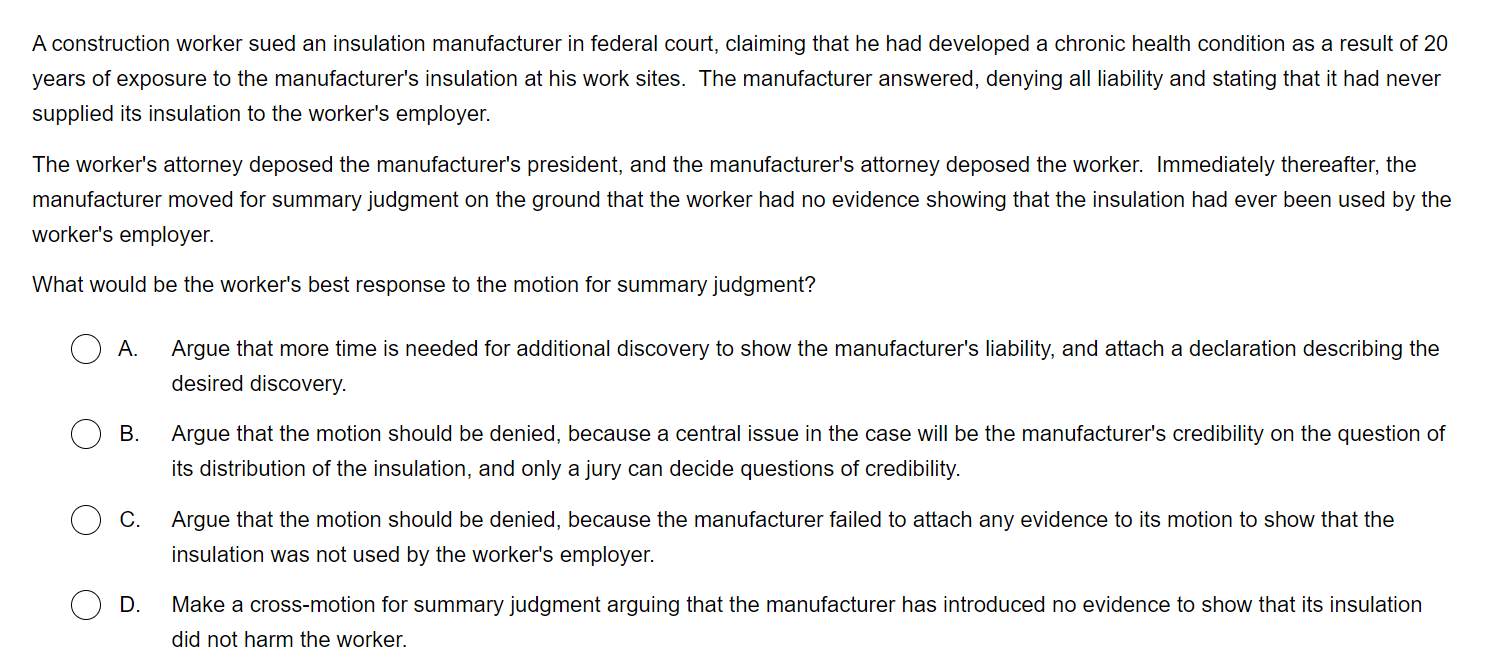 A construction worker sued an insulation manufacturer in federal court, claiming that he had developed a chronic health condition as a result of 20
years of exposure to the manufacturer's insulation at his work sites.  The manufacturer answered, denying all liability and stating that it had never
supplied its insulation to the worker's employer.
The worker's attorney deposed the manufacturer's president, and the manufacturer's attorney deposed the worker.  Immediately thereafter, the
manufacturer moved for summary judgment on the ground that the worker had no evidence showing that the insulation had ever been used by the
worker's employer.
What would be the worker's best response to the motion for summary judgment?
A. Argue that more time is needed for additional discovery to show the manufacturer's liability, and attach a declaration describing the
desired discovery.
B. Argue that the motion should be denied, because a central issue in the case will be the manufacturer's credibility on the question of
its distribution of the insulation, and only a jury can decide questions of credibility.
C. Argue that the motion should be denied, because the manufacturer failed to attach any evidence to its motion to show that the
insulation was not used by the worker's employer.
D. Make a cross-motion for summary judgment arguing that the manufacturer has introduced no evidence to show that its insulation
did not harm the worker.